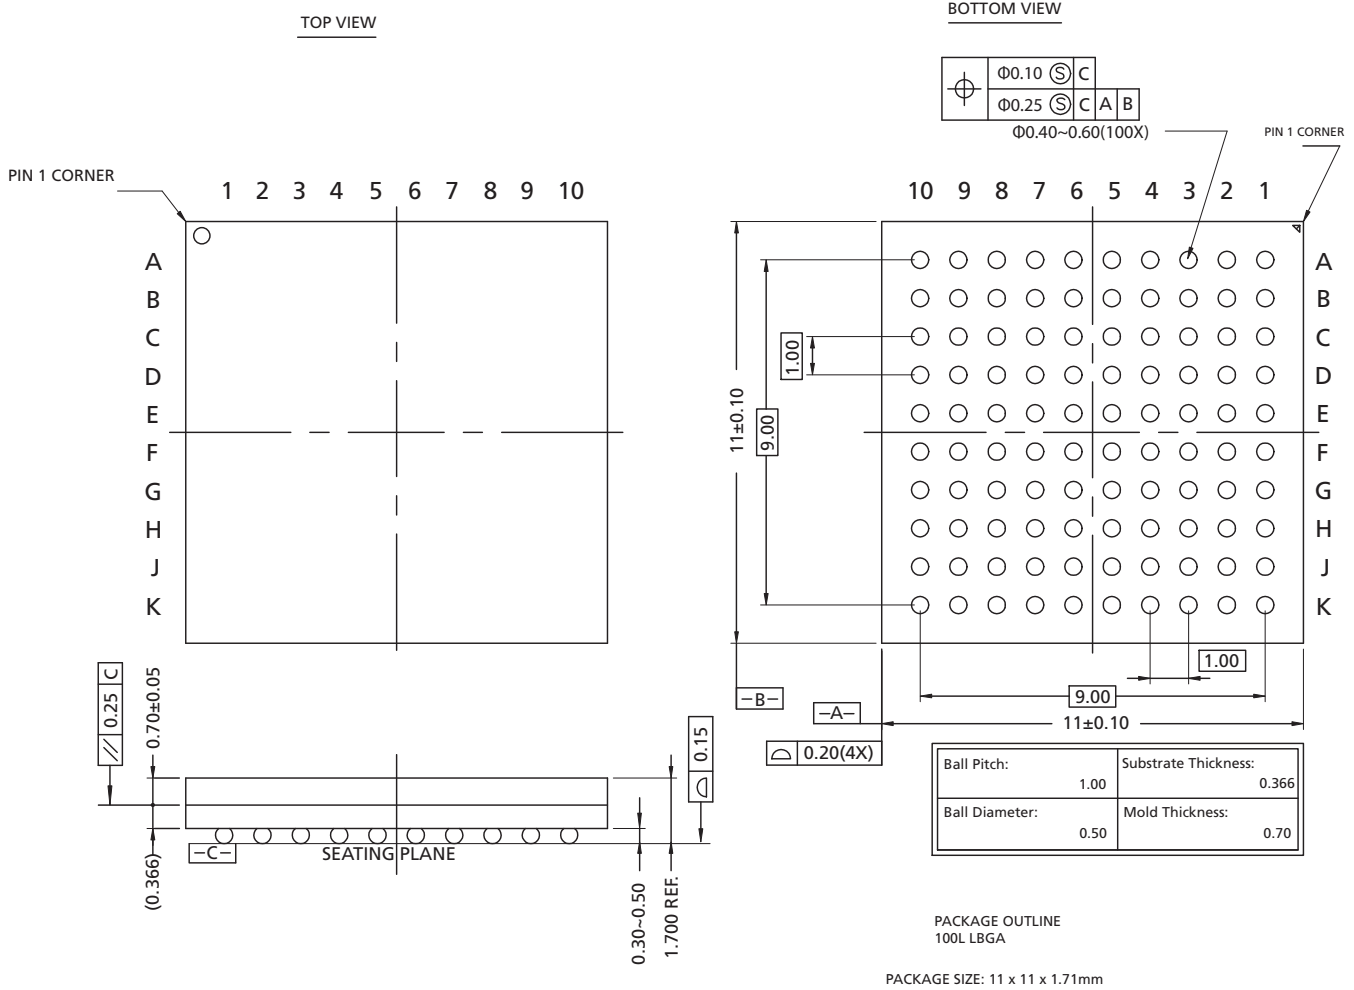 TOP VIEW
BOTTOM VIEW
Φ0.10 Ⓢ C
Φ0.25 Ⓢ C A B
Φ0.40~0.60(100X)
PIN 1 CORNER
PIN 1 CORNER
1 2 3 4 5 6 7 8 9 10
A
B
C
D
E
F
G
H
J
K
10 9 8 7 6 5 4 3 2 1
A
B
C
D
E
F
G
H
J
K
1.00
9.00
11±0.10
1.00
9.00
11±0.10
–B–
–A–
0.20(4X)
// 0.25 C
0.70±0.05
(0.366)
–C–
SEATING PLANE
0.30~0.50
1.700 REF.
0.15
Ball Pitch:
1.00
Substrate Thickness:
0.366
Ball Diameter:
0.50
Mold Thickness:
0.70
PACKAGE OUTLINE
100L LBGA
PACKAGE SIZE: 11 x 11 x 1.71mm